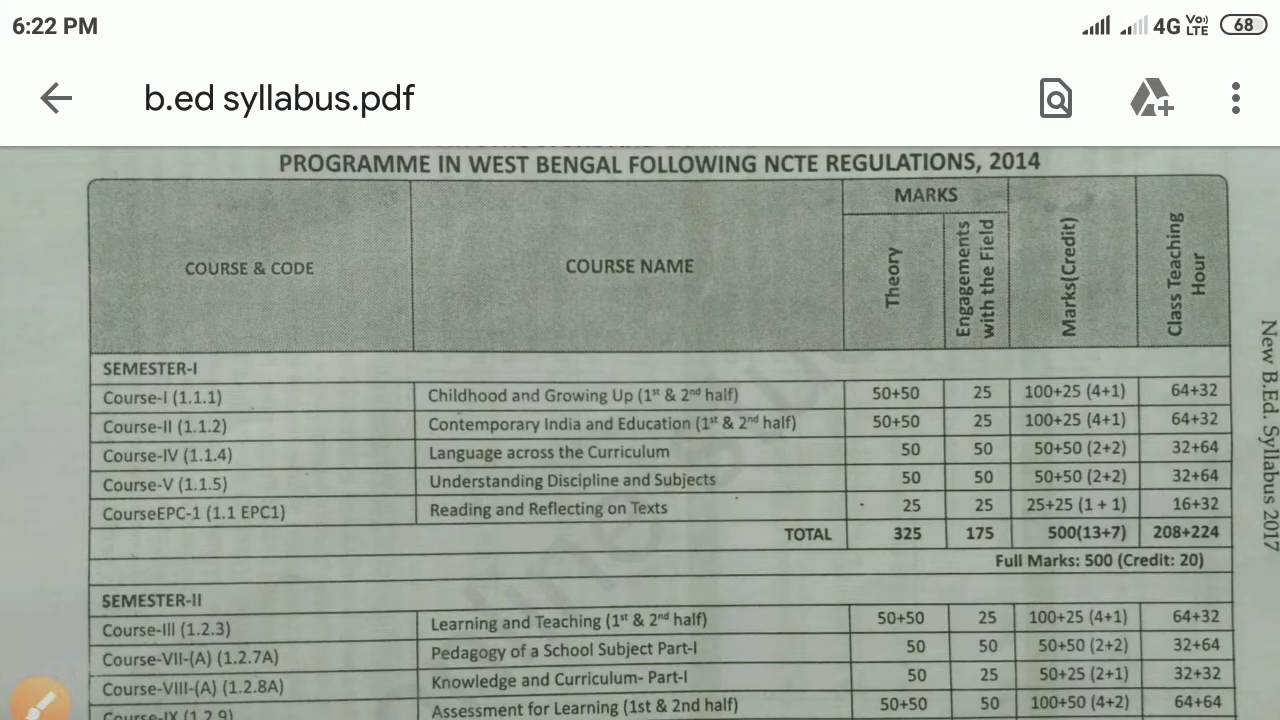 6:22 PM 4G Vo)) LTE 68
b.ed syllabus.pdf
PROGRAMME IN WEST BENGAL FOLLOWING NCTE REGULATIONS, 2014
COURSE & CODE COURSE NAME MARKS Theory Engagements with the Field Marks(Credit) Class Teaching Hour
SEMESTER-I
Course-I (1.1.1) Childhood and Growing Up (1st & 2nd half) 50+50 25 100+25 (4+1) 64+32
Course-II (1.1.2) Contemporary India and Education (1st & 2nd half) 50+50 25 100+25 (4+1) 64+32
Course-IV (1.1.4) Language across the Curriculum 50 50 50+50 (2+2) 32+64
Course-V (1.1.5) Understanding Discipline and Subjects 50 50 50+50 (2+2) 32+64
CourseEPC-1 (1.1 EPC1) Reading and Reflecting on Texts 25 25 25+25 (1 + 1) 16+32
TOTAL 325 175 500(13+7) 208+224
Full Marks: 500 (Credit: 20)
SEMESTER-II
Course-III (1.2.3) Learning and Teaching (1st & 2nd half) 50+50 25 100+25 (4+1) 64+32
Course-VII-(A) (1.2.7A) Pedagogy of a School Subject Part-I 50 50 50+50 (2+2) 32+64
Course-VIII-(A) (1.2.8A) Knowledge and Curriculum- Part-I 50 25 50+25 (2+1) 32+32
Course-IX (1.2.9) Assessment for Learning (1st & 2nd half) 50+50 50 100+50 (4+2) 64+64
New B.Ed. Syllabus 2017